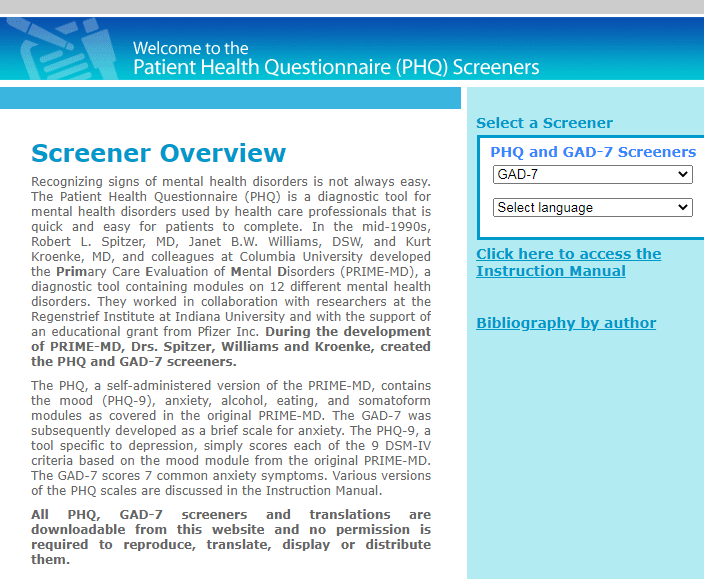 Welcome to the
Patient Health Questionnaire (PHQ) Screeners
Screener Overview
Recognizing signs of mental health disorders is not always easy.
The Patient Health Questionnaire (PHQ) is a diagnostic tool for
mental health disorders used by health care professionals that is
quick and easy for patients to complete. In the mid-1990s,
Robert L. Spitzer, MD, Janet B.W. Williams, DSW, and Kurt
Kroenke, MD, and colleagues at Columbia University developed
the Primary Care Evaluation of Mental Disorders (PRIME-MD), a
diagnostic tool containing modules on 12 different mental health
disorders. They worked in collaboration with researchers at the
Regenstrief Institute at Indiana University and with the support of
an educational grant from Pfizer Inc. During the development
of PRIME-MD, Drs. Spitzer, Williams and Kroenke, created
the PHQ and GAD-7 screeners.
The PHQ, a self-administered version of the PRIME-MD, contains
the mood (PHQ-9), anxiety, alcohol, eating, and somatoform
modules as covered in the original PRIME-MD. The GAD-7 was
subsequently developed as a brief scale for anxiety. The PHQ-9, a
tool specific to depression, simply scores each of the 9 DSM-IV
criteria based on the mood module from the original PRIME-MD.
The GAD-7 scores 7 common anxiety symptoms. Various versions
of the PHQ scales are discussed in the Instruction Manual.
All PHQ, GAD-7 screeners and translations are
downloadable from this website and no permission is
required to reproduce, translate, display or distribute
them.
Select a Screener
PHQ and GAD-7 Screeners
GAD-7
Select language
Click here to access the
Instruction Manual
Bibliography by author